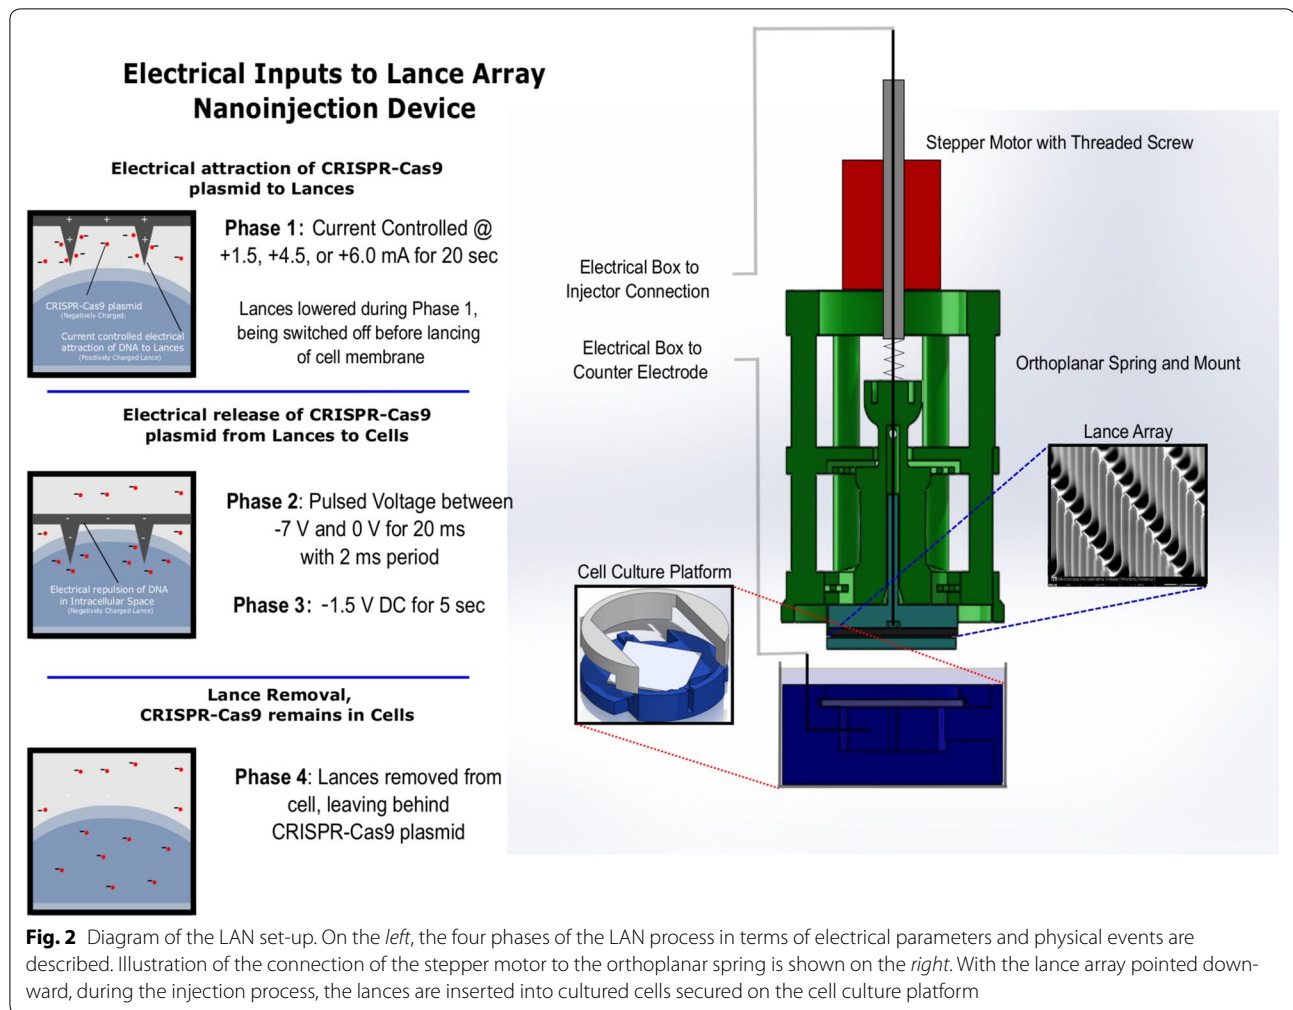 Electrical Inputs to Lance Array
Nanoinjection Device
Electrical attraction of CRISPR-Cas9
plasmid to Lances
Phase 1: Current Controlled @
+1.5, +4.5, or +6.0 mA for 20 sec
Lances lowered during Phase 1,
being switched off before lancing
of cell membrane
CRISPR-Cas9 plasmid
(Negatively Charged)
Current controlled electrical
attraction of DNA to Lances
(Positively Charged Lance)
Electrical release of CRISPR-Cas9
plasmid from Lances to Cells
Phase 2: Pulsed Voltage between
-7 V and 0 V for 20 ms
with 2 ms period
Phase 3: -1.5 V DC for 5 sec
Electrical repulsion of DNA
in Intracellular Space
(Negatively Charged Lance)
Lance Removal,
CRISPR-Cas9 remains in Cells
Phase 4: Lances removed from
cell, leaving behind
CRISPR-Cas9 plasmid
Stepper Motor with Threaded Screw
Electrical Box to
Injector Connection
Electrical Box to
Counter Electrode
Orthoplanar Spring and Mount
Lance Array
Cell Culture Platform
Fig. 2 Diagram of the LAN set-up. On the left, the four phases of the LAN process in terms of electrical parameters and physical events are
described. Illustration of the connection of the stepper motor to the orthoplanar spring is shown on the right. With the lance array pointed down-
ward, during the injection process, the lances are inserted into cultured cells secured on the cell culture platform